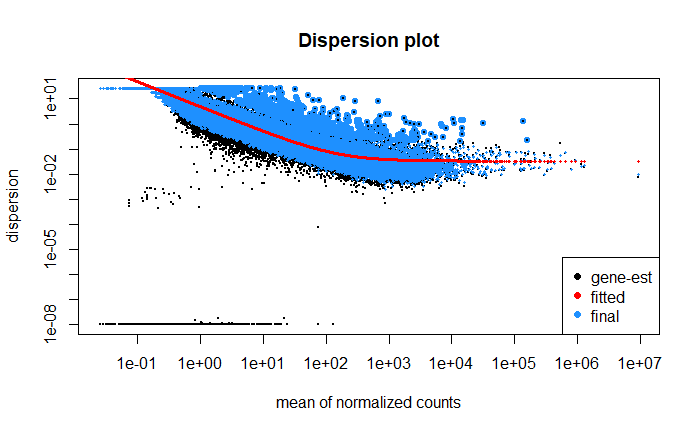 Dispersion plot
dispersion
1e+01
1e-02
1e-05
1e-08
gene-est
fitted
final
1e-01 1e+00 1e+01 1e+02 1e+03 1e+04 1e+05 1e+06 1e+07
mean of normalized counts